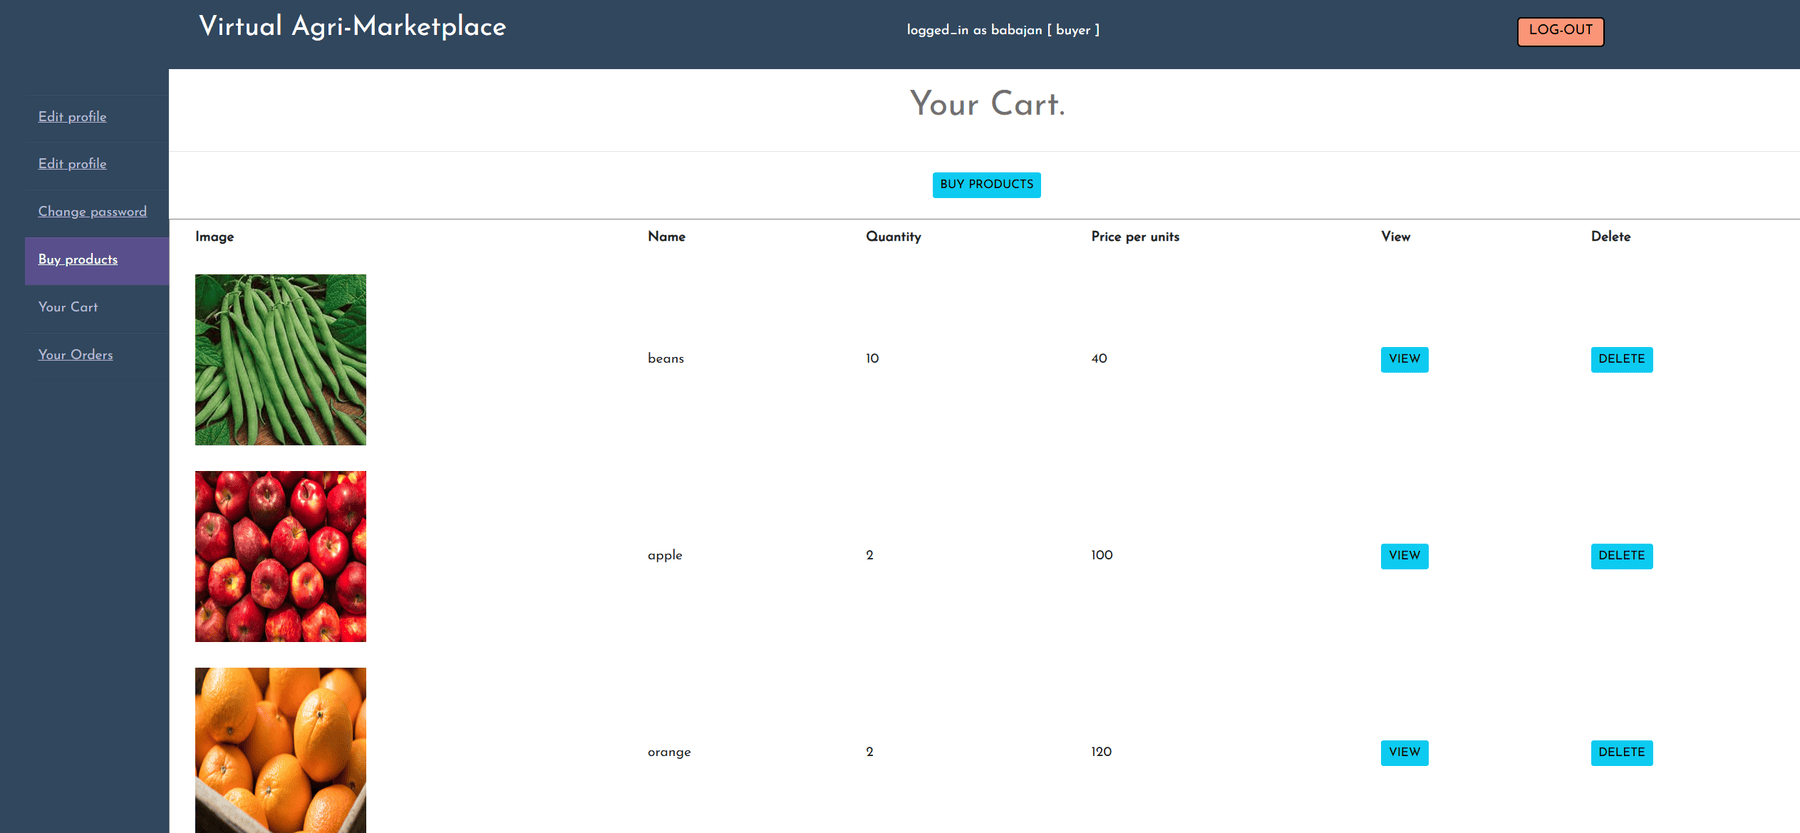 Virtual Agri-Marketplace
logged_in as babajan [ buyer ]
LOG-OUT
Edit profile
Edit profile
Change password
Buy products
Your Cart
Your Orders
Your Cart.
BUY PRODUCTS
Image Name Quantity Price per units View Delete
beans 10 40 VIEW DELETE
apple 2 100 VIEW DELETE
orange 2 120 VIEW DELETE